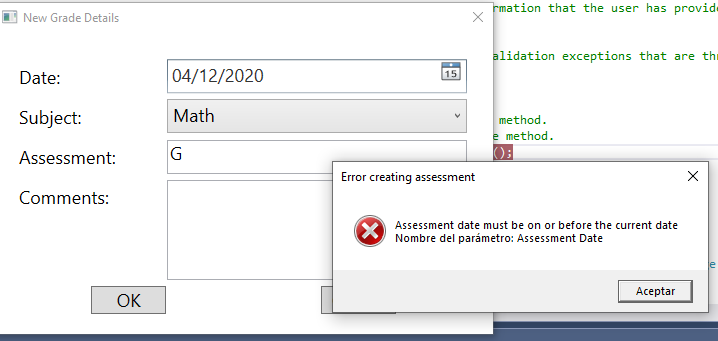 New Grade Details
rmation that the user has provide
alidation exceptions that are thr
Date:
04/12/2020
15
Subject:
Math
method.
e method.
Assessment:
G
();
Comments:
Error creating assessment
Assessment date must be on or before the current date
Nombre del parámetro: Assessment Date
e
Aceptar
OK